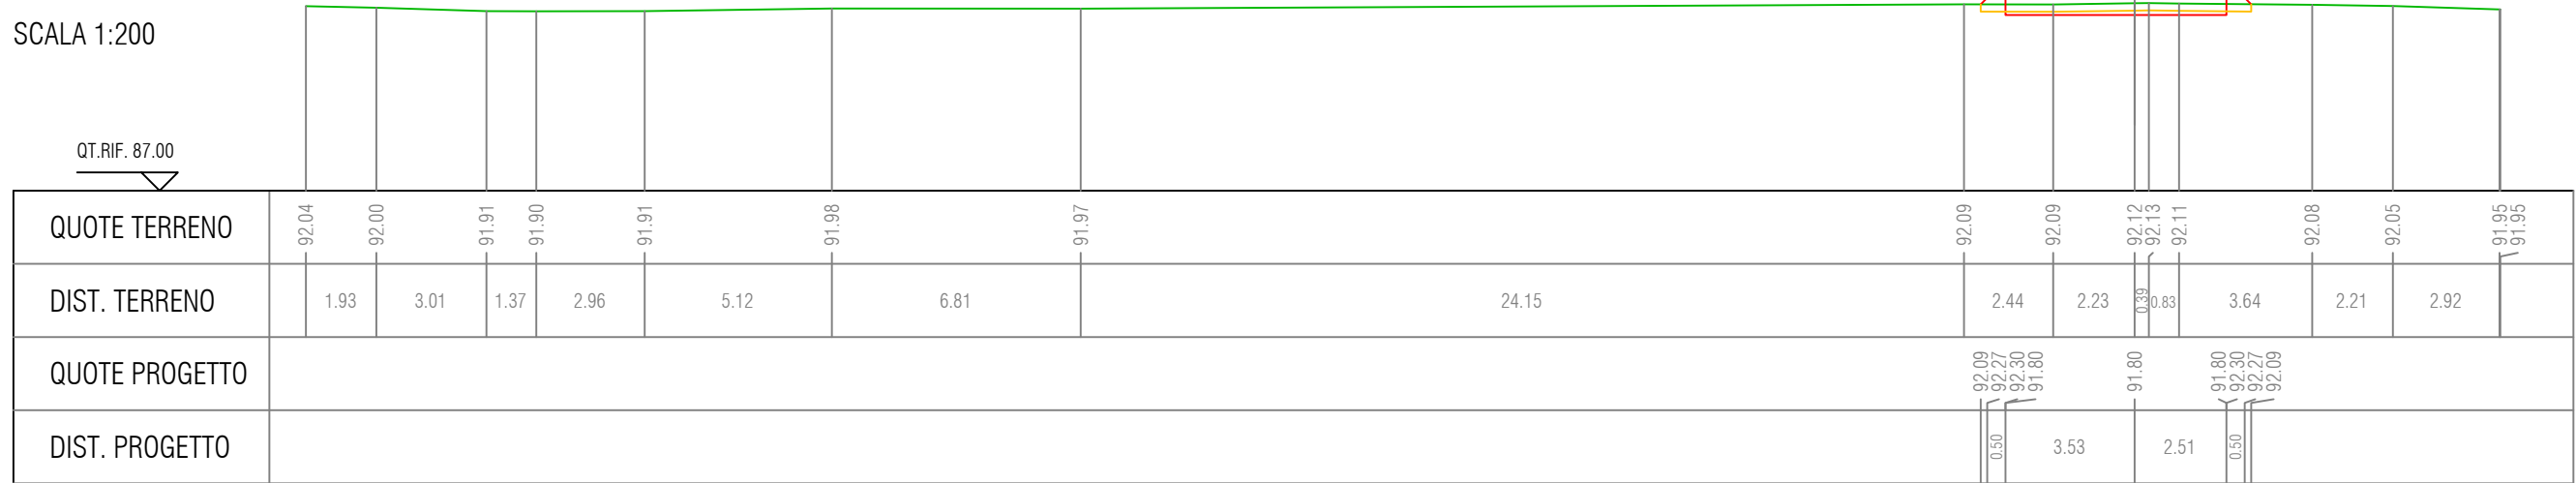 SCALA 1:200
QT.RIF. 87.00
QUOTE TERRENO 92.04 92.00 91.91 91.90 91.91 91.98 91.97 92.09 92.09 92.12 92.13 92.11 92.08 92.05 91.95 91.95
DIST. TERRENO 1.93 3.01 1.37 2.96 5.12 6.81 24.15 2.44 2.23 0.39 0.83 3.64 2.21 2.92
QUOTE PROGETTO 92.09 92.27 92.30 91.80 91.80 91.80 92.30 92.27 92.09
DIST. PROGETTO 0.50 3.53 2.51 0.50